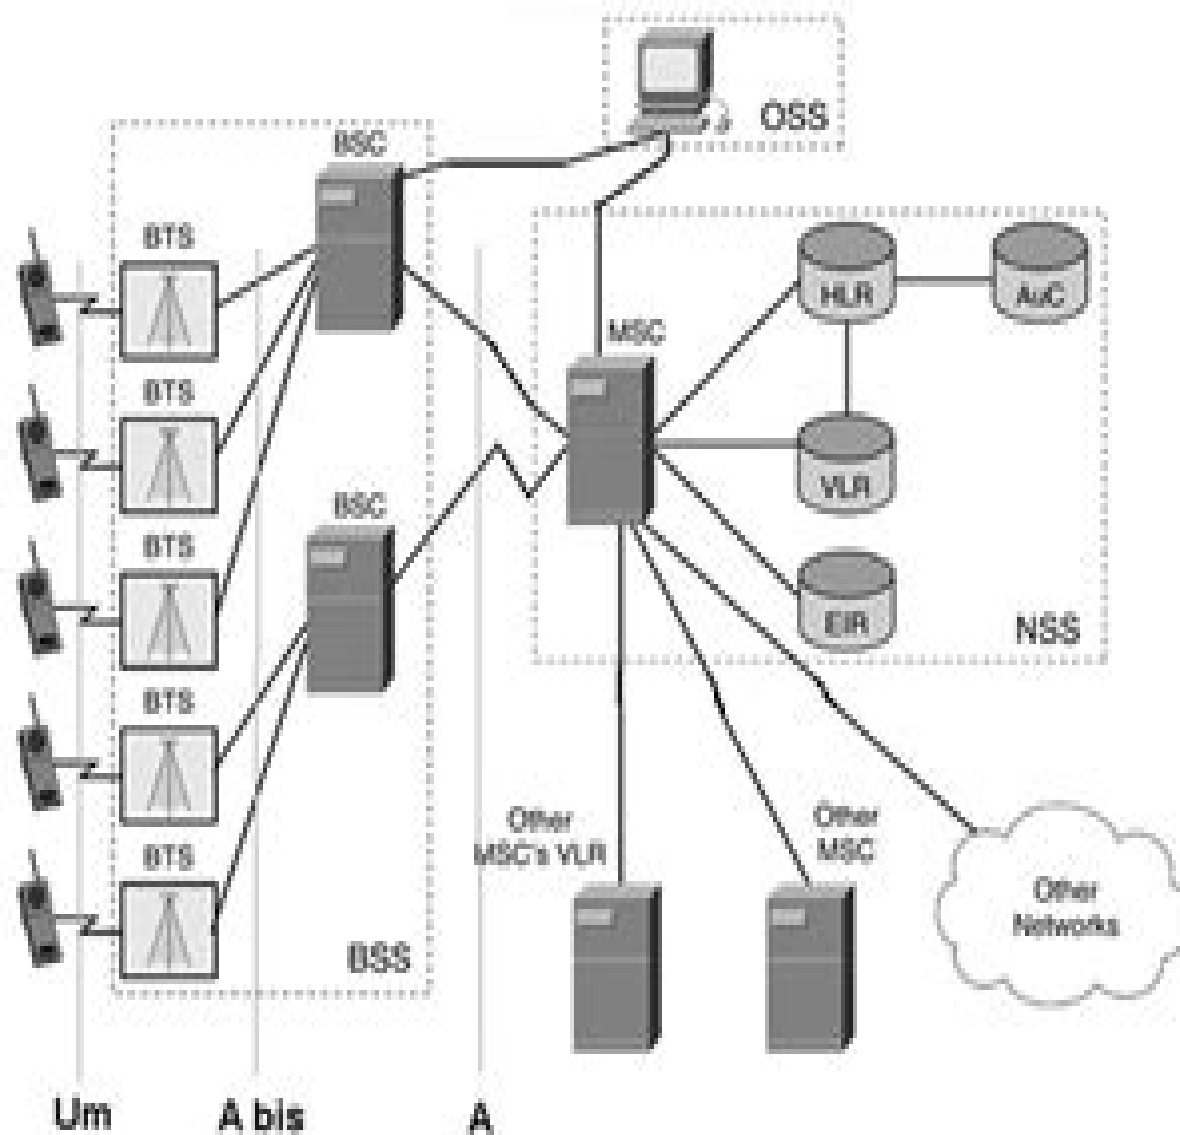 OSS
BSC
BTS
HLR
AuC
MSC
BTS
VLR
BSC
BTS
EIR
NSS
BTS
Other
MSC's VLR
Other
MSC
BTS
Other
Networks
BSS
Um
A bis
A